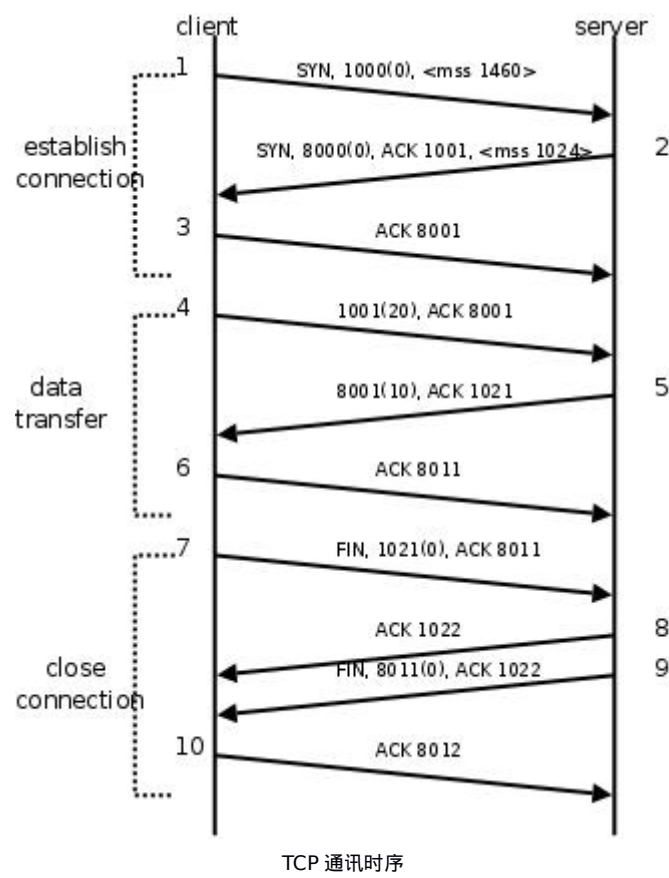 client
server
1
SYN, 1000(0), <mss 1460>
establish
connection
SYN, 8000(0), ACK 1001, <mss 1024>
2
3
ACK 8001
4
1001(20), ACK 8001
data
transfer
8001(10), ACK 1021
5
6
ACK 8011
7
FIN, 1021(0), ACK 8011
ACK 1022
8
close
connection
FIN, 8011(0), ACK 1022
9
10
ACK 8012
TCP 通讯时序